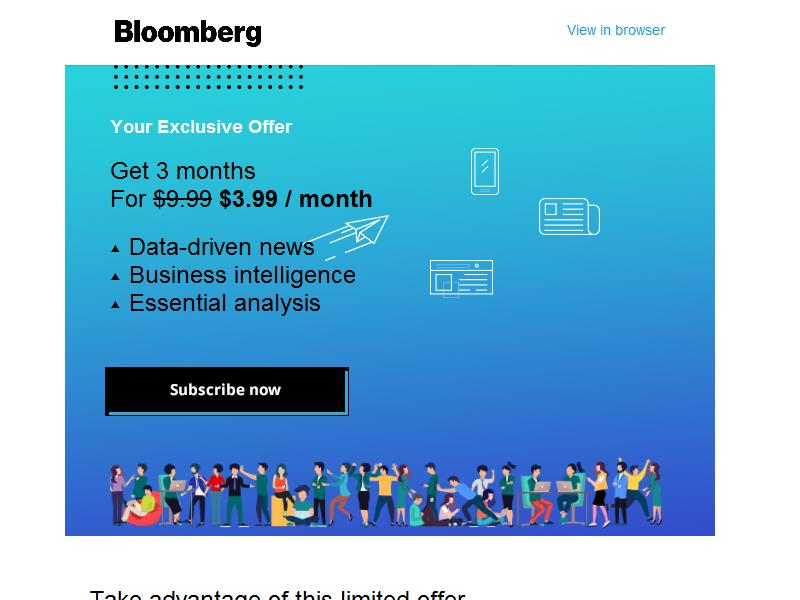 Bloomberg
View in browser
Your Exclusive Offer
Get 3 months
For $9.99 $3.99 / month
▲ Data-driven news
▲ Business intelligence
▲ Essential analysis
Subscribe now
Take advantage of this limited offer